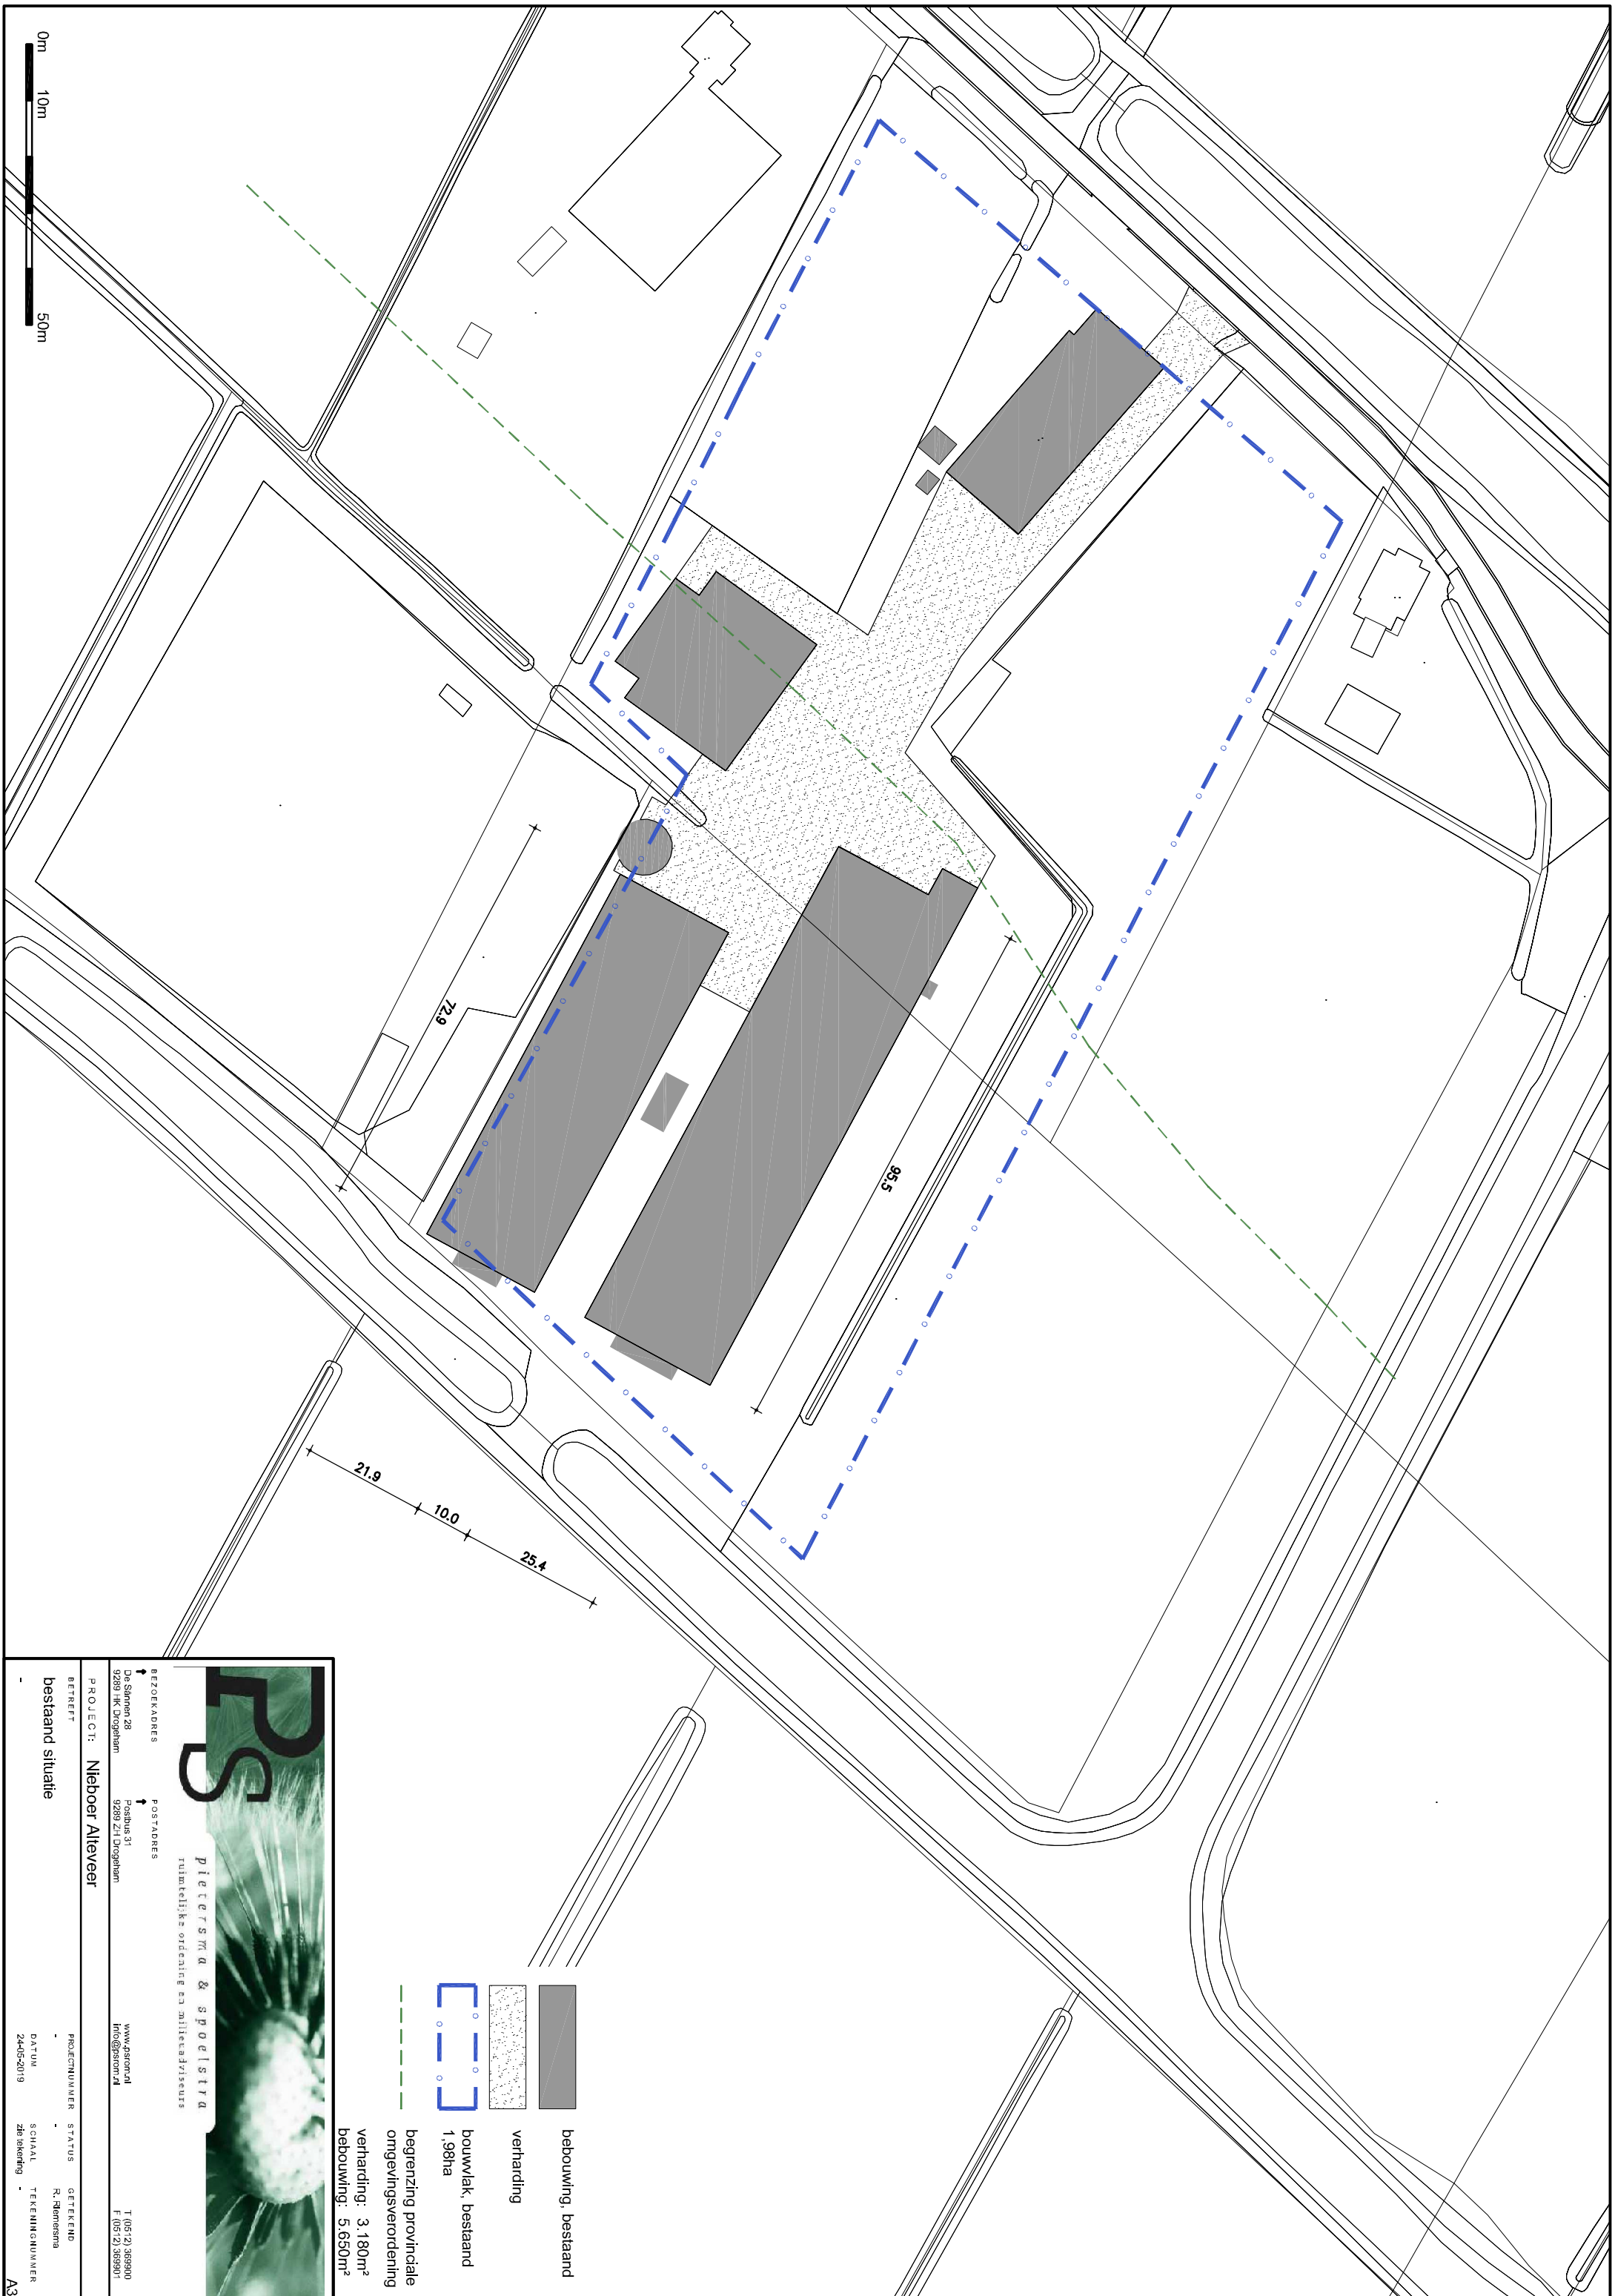 0m
10m
50m
72.9
95.5
21.9
10.0
25.4
bebouwing, bestaand
verharding
bouwvlak, bestaand
1,98ha
begrenzing provinciale
omgevingsverordening
verharding: 3.180m²
bebouwing: 5.650m²
PS
pietersma & spoelstra
ruimtelijke ordening en milieuadviseurs
BEZOEKADRES
De Sânnen 28
9289 HK Drogeham
POSTADRES
Postbus 31
9289 ZH Drogeham
www.psrom.nl
info@psrom.nl
T (0512) 369900
F (0512) 369901
PROJECT: Nieboer Alteveer
BETREFT
bestaand situatie
-
PROJECTNUMMER
-
STATUS
-
GETEKEND
R. Riemersma
DATUM
24-05-2019
SCHAAL
zie tekening
TEKENINGNUMMER
-
A3